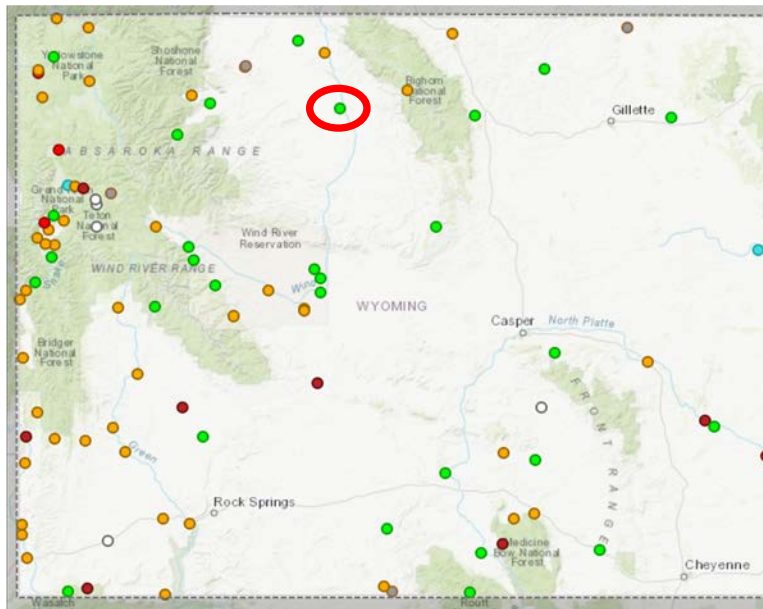 Yellowstone
National
Park
Shoshone
National
Forest
Bighorn
National
Forest
Gillette
ABSAROKA RANGE
Grand Teton
National
Park
Teton
National
Forest
Wind River
Reservation
WIND RIVER RANGE
Snake
Wind
WYOMING
Casper
North Platte
Bridger
National
Forest
FRONT RANGE
Green
Rock Springs
Medicine
Bow National
Forest
Cheyenne
Wasatch
Routt